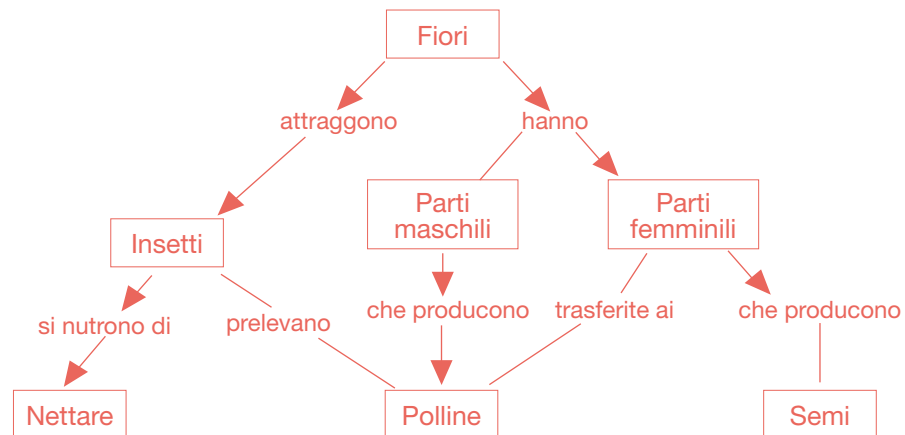 Fiori
attraggono
hanno
Parti
maschili
Parti
femminili
Insetti
si nutrono di
prelevano
che producono
trasferite ai
che producono
Nettare
Polline
Semi